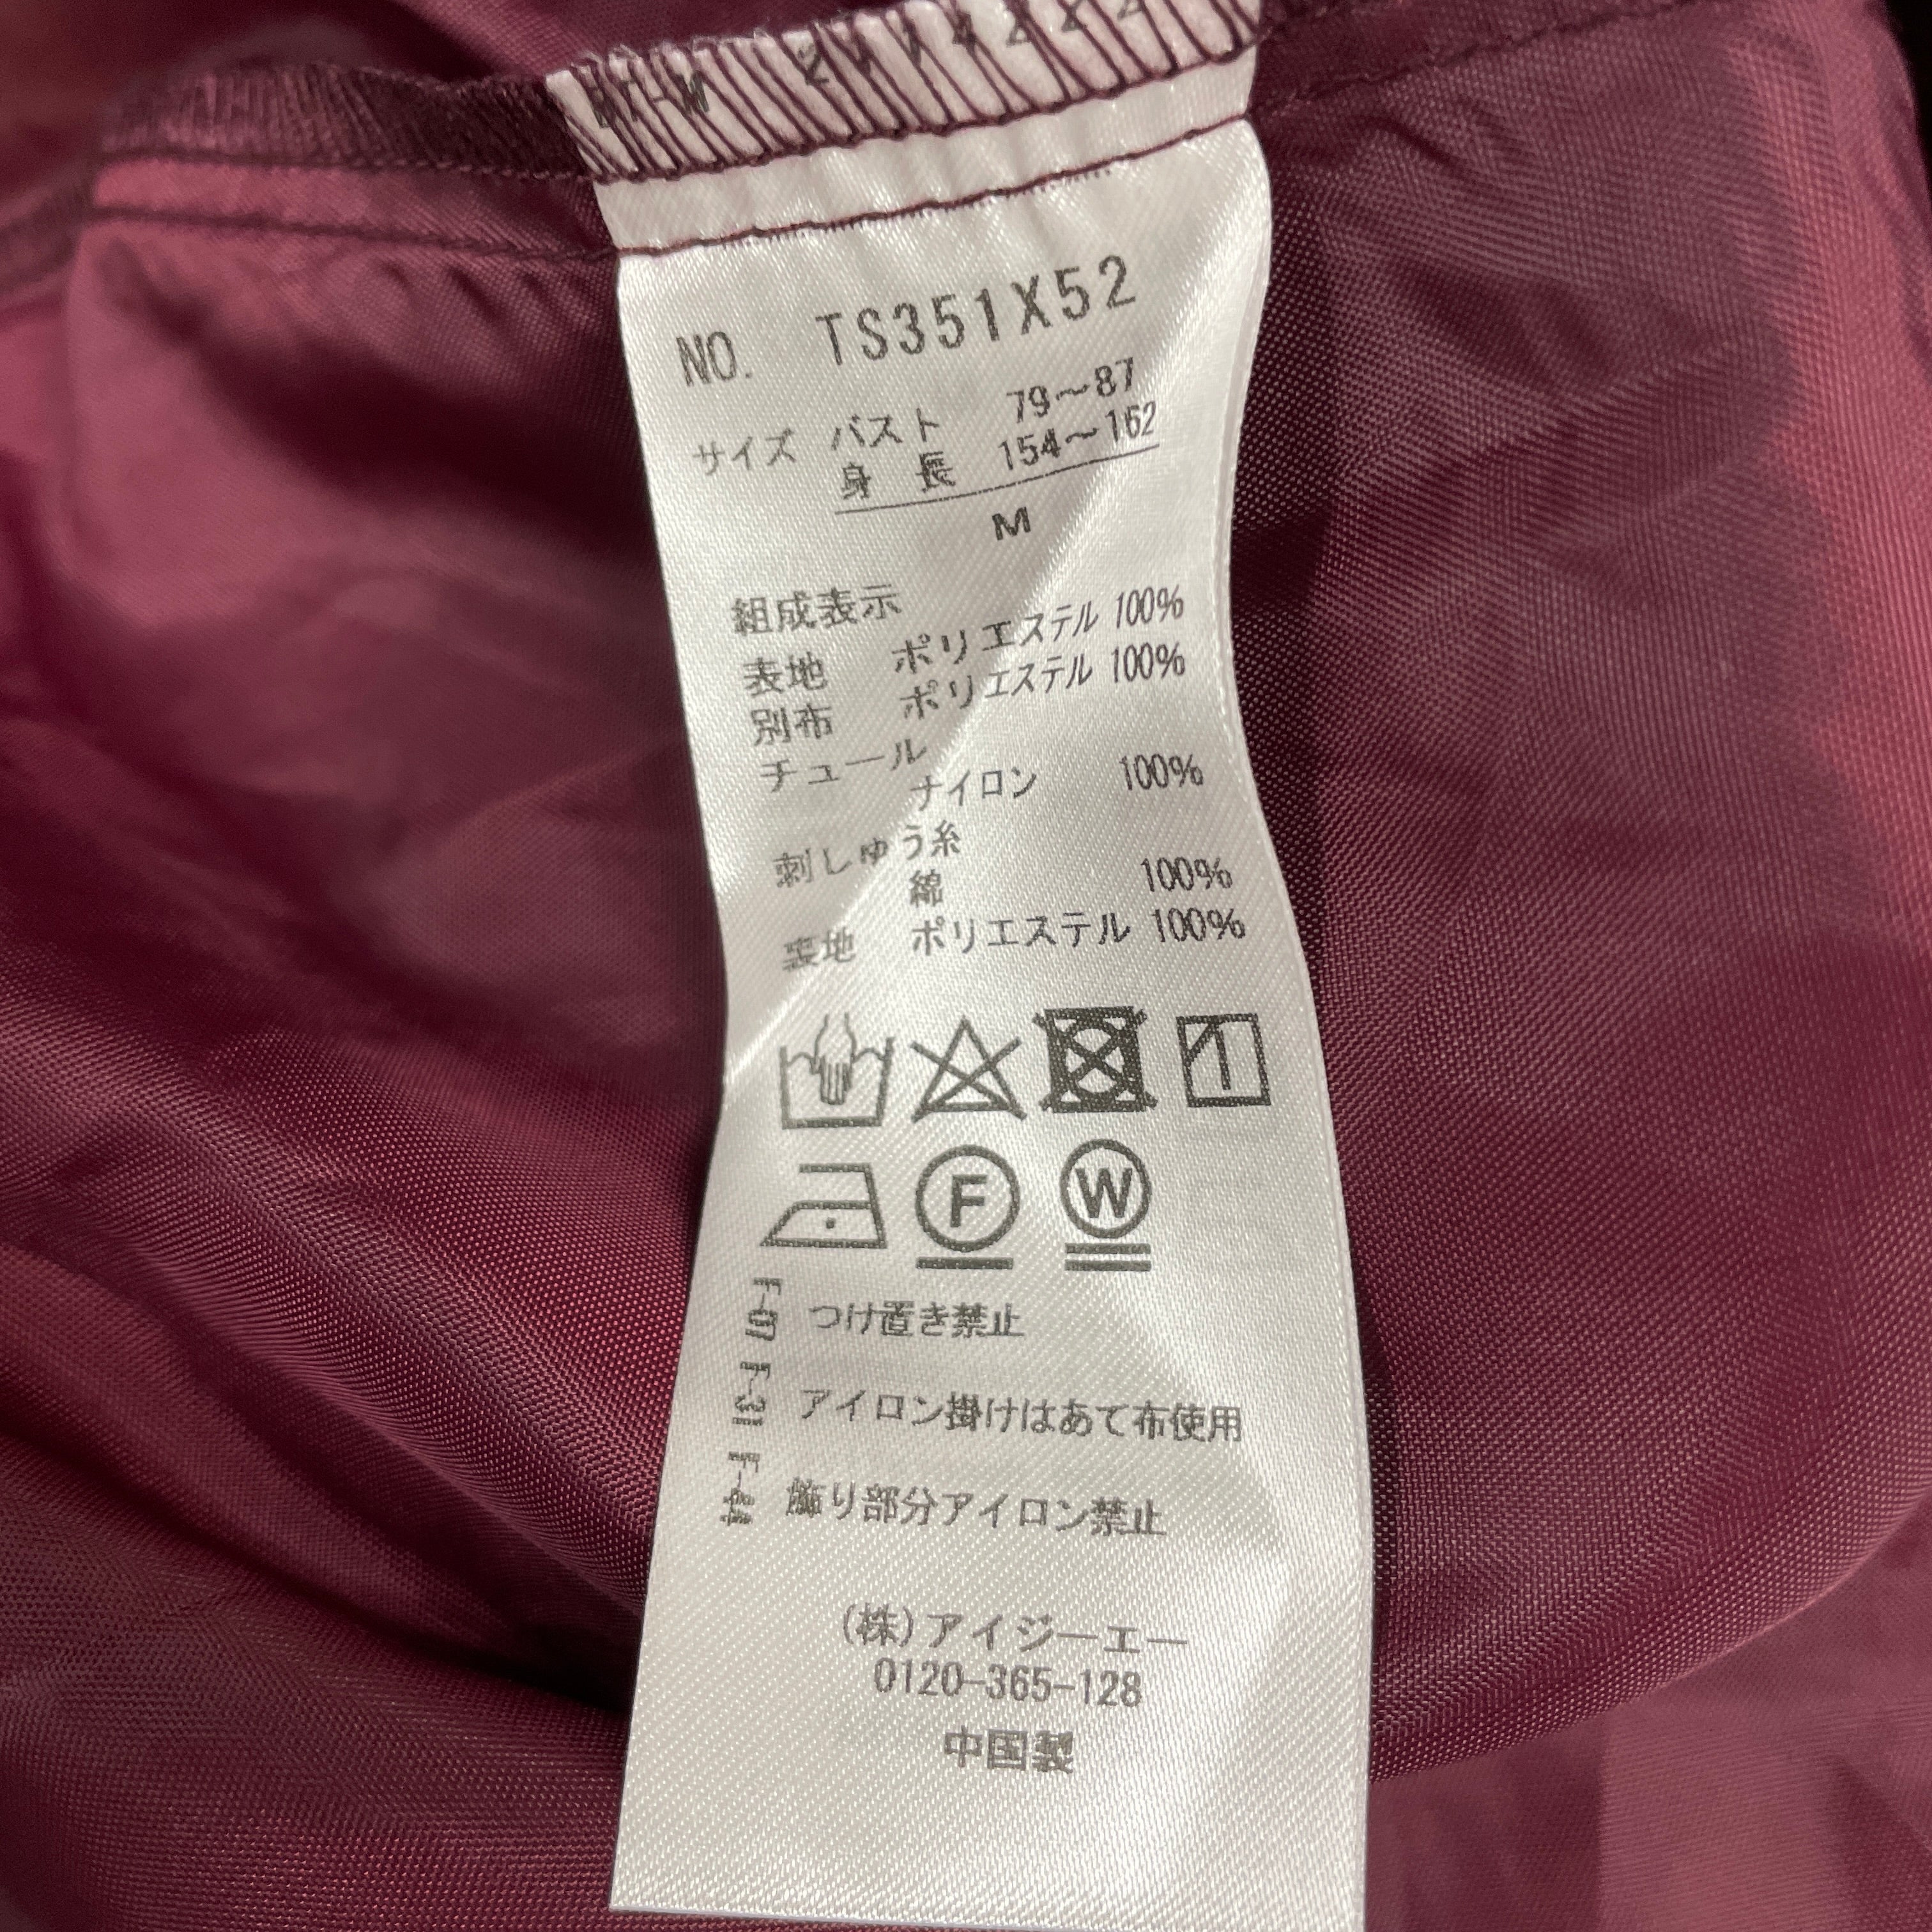 NO. TS351X52
サイズ バスト 79〜87
身 長 154〜162
M
組成表示
表地 ポリエステル 100%
別布 ポリエステル 100%
チュール
ナイロン 100%
刺しゅう糸
綿 100%
裏地 ポリエステル 100%
F
W
F-07 つけ置き禁止
F-31 アイロン掛けはあて布使用
F-44 飾り部分アイロン禁止
(株)アイジーエー
0120-365-128
中国製